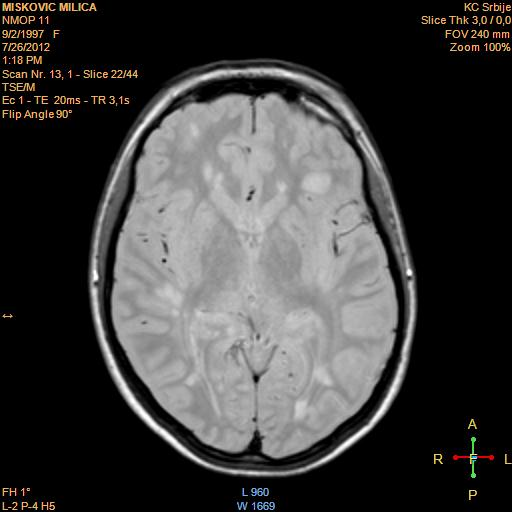 MISKOVIC MILICA
NMOP 11
9/2/1997 F
7/26/2012
1:18 PM
Scan Nr. 13, 1 - Slice 22/44
TSE/M
Ec 1 - TE 20ms - TR 3,1s
Flip Angle 90°
KC Srbije
Slice Thk 3,0 / 0,0
FOV 240 mm
Zoom 100%
A
R F L
P
FH 1°
L-2 P-4 H5
L 960
W 1669